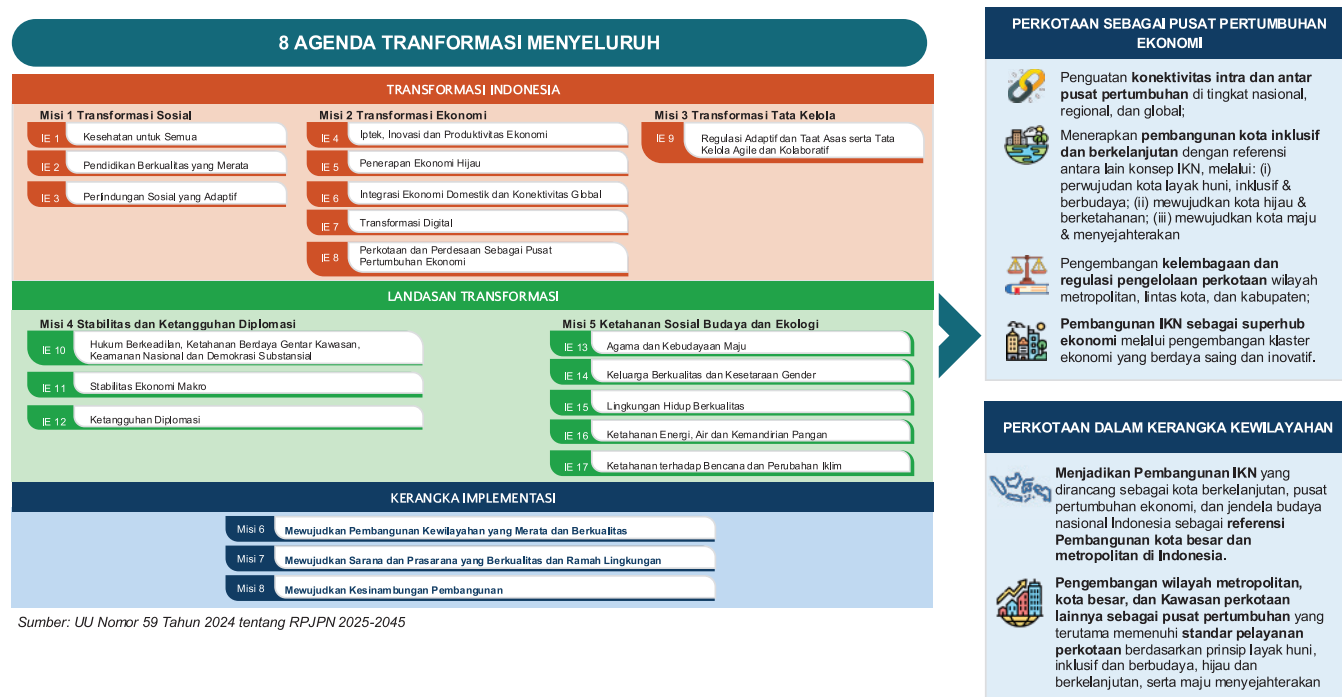 8 AGENDA TRANFORMASI MENYELURUH
TRANSFORMASI INDONESIA
Misi 1 Transformasi Sosial
IE 1
Kesehatan untuk Semua
IE 2
Pendidikan Berkualitas yang Merata
IE 3
Perlindungan Sosial yang Adaptif
Misi 2 Transformasi Ekonomi
IE 4
Iptek, Inovasi dan Produktivitas Ekonomi
IE 5
Penerapan Ekonomi Hijau
IE 6
Integrasi Ekonomi Domestik dan Konektivitas Global
IE 7
Transformasi Digital
IE 8
Perkotaan dan Perdesaan Sebagai Pusat
Pertumbuhan Ekonomi
Misi 3 Transformasi Tata Kelola
IE 9
Regulasi Adaptif dan Taat Asas serta Tata
Kelola Agile dan Kolaboratif
LANDASAN TRANSFORMASI
Misi 4 Stabilitas dan Ketangguhan Diplomasi
IE 10
Hukum Berkeadilan, Ketahanan Berdaya Gentar Kawasan,
Keamanan Nasional dan Demokrasi Substansial
IE 11
Stabilitas Ekonomi Makro
IE 12
Ketangguhan Diplomasi
Misi 5 Ketahanan Sosial Budaya dan Ekologi
IE 13
Agama dan Kebudayaan Maju
IE 14
Keluarga Berkualitas dan Kesetaraan Gender
IE 15
Lingkungan Hidup Berkualitas
IE 16
Ketahanan Energi, Air dan Kemandirian Pangan
IE 17
Ketahanan terhadap Bencana dan Perubahan Iklim
KERANGKA IMPLEMENTASI
Misi 6
Mewujudkan Pembangunan Kewilayahan yang Merata dan Berkualitas
Misi 7
Mewujudkan Sarana dan Prasarana yang Berkualitas dan Ramah Lingkungan
Misi 8
Mewujudkan Kesinambungan Pembangunan
Sumber: UU Nomor 59 Tahun 2024 tentang RPJPN 2025-2045
PERKOTAAN SEBAGAI PUSAT PERTUMBUHAN
EKONOMI
Penguatan konektivitas intra dan antar
pusat pertumbuhan di tingkat nasional,
regional, dan global;
Menerapkan pembangunan kota inklusif
dan berkelanjutan dengan referensi
antara lain konsep IKN, melalui: (i)
perwujudan kota layak huni, inklusif &
berbudaya; (ii) mewujudkan kota hijau &
berketahanan; (iii) mewujudkan kota maju
& menyejahterakan
Pengembangan kelembagaan dan
regulasi pengelolaan perkotaan wilayah
metropolitan, lintas kota, dan kabupaten;
Pembangunan IKN sebagai superhub
ekonomi melalui pengembangan klaster
ekonomi yang berdaya saing dan inovatif.
PERKOTAAN DALAM KERANGKA KEWILAYAHAN
Menjadikan Pembangunan IKN yang
dirancang sebagai kota berkelanjutan, pusat
pertumbuhan ekonomi, dan jendela budaya
nasional Indonesia sebagai referensi
Pembangunan kota besar dan
metropolitan di Indonesia.
Pengembangan wilayah metropolitan,
kota besar, dan Kawasan perkotaan
lainnya sebagai pusat pertumbuhan yang
terutama memenuhi standar pelayanan
perkotaan berdasarkan prinsip layak huni,
inklusif dan berbudaya, hijau dan
berkelanjutan, serta maju menyejahterakan